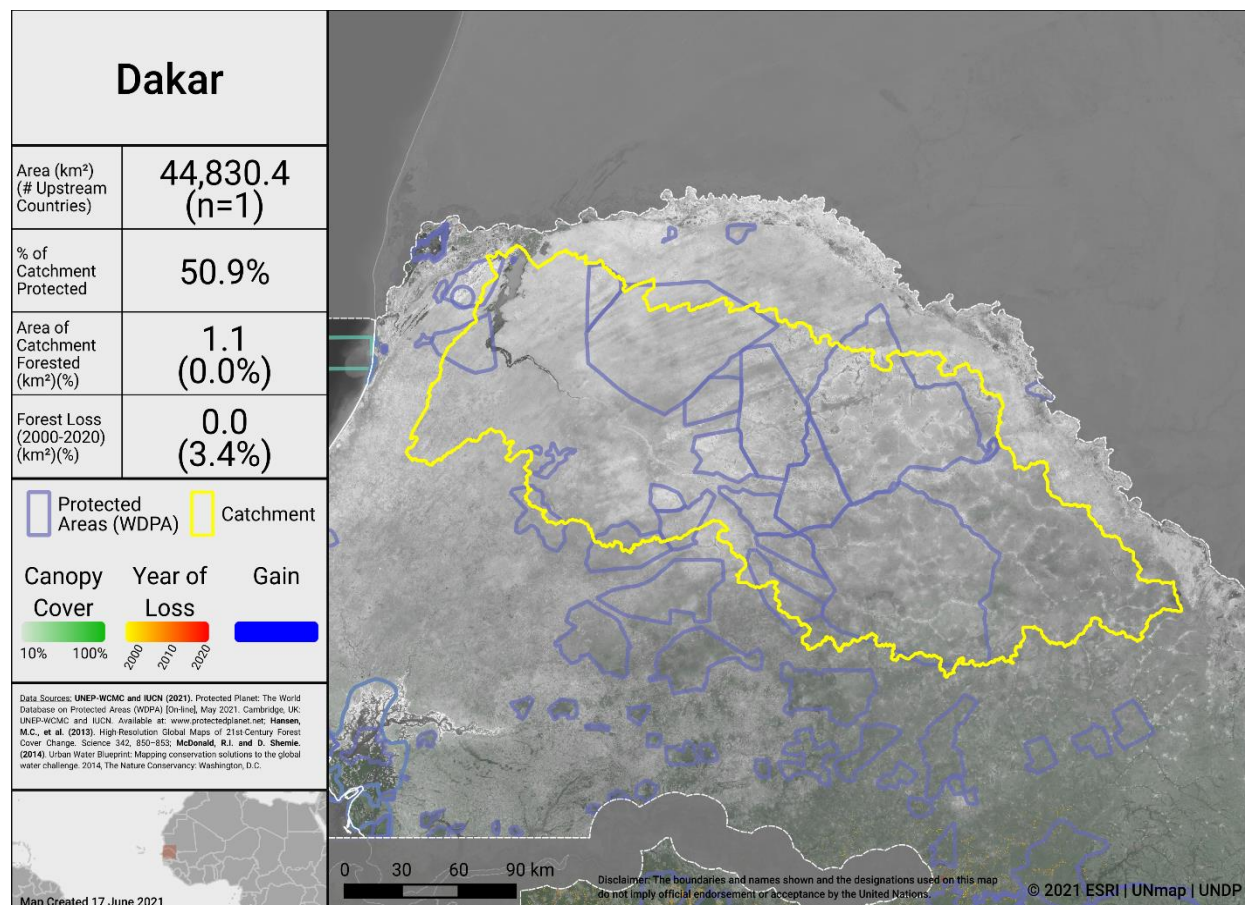 Dakar
Area (km²)
(# Upstream
Countries)
44,830.4
(n=1)
% of
Catchment
Protected
50.9%
Area of
Catchment
Forested
(km²)(%)
1.1
(0.0%)
Forest Loss
(2000-2020)
(km²)(%)
0.0
(3.4%)
Protected
Areas (WDPA)
Catchment
Canopy
Cover
10% 100%
Year of
Loss
2000 2010 2020
Gain
Data Sources: UNEP-WCMC and IUCN (2021). Protected Planet: The World
Database on Protected Areas (WDPA) [On-line], May 2021. Cambridge, UK:
UNEP-WCMC and IUCN. Available at: www.protectedplanet.net; Hansen,
M.C., et al. (2013). High-Resolution Global Maps of 21st-Century Forest
Cover Change. Science 342, 850–853; McDonald, R.I. and D. Shemie.
(2014). Urban Water Blueprint: Mapping conservation solutions to the global
water challenge. 2014, The Nature Conservancy: Washington, D.C.
Map Created 17 June 2021
0 30 60 90 km
Disclaimer: The boundaries and names shown and the designations used on this map
do not imply official endorsement or acceptance by the United Nations.
© 2021 ESRI | UNmap | UNDP